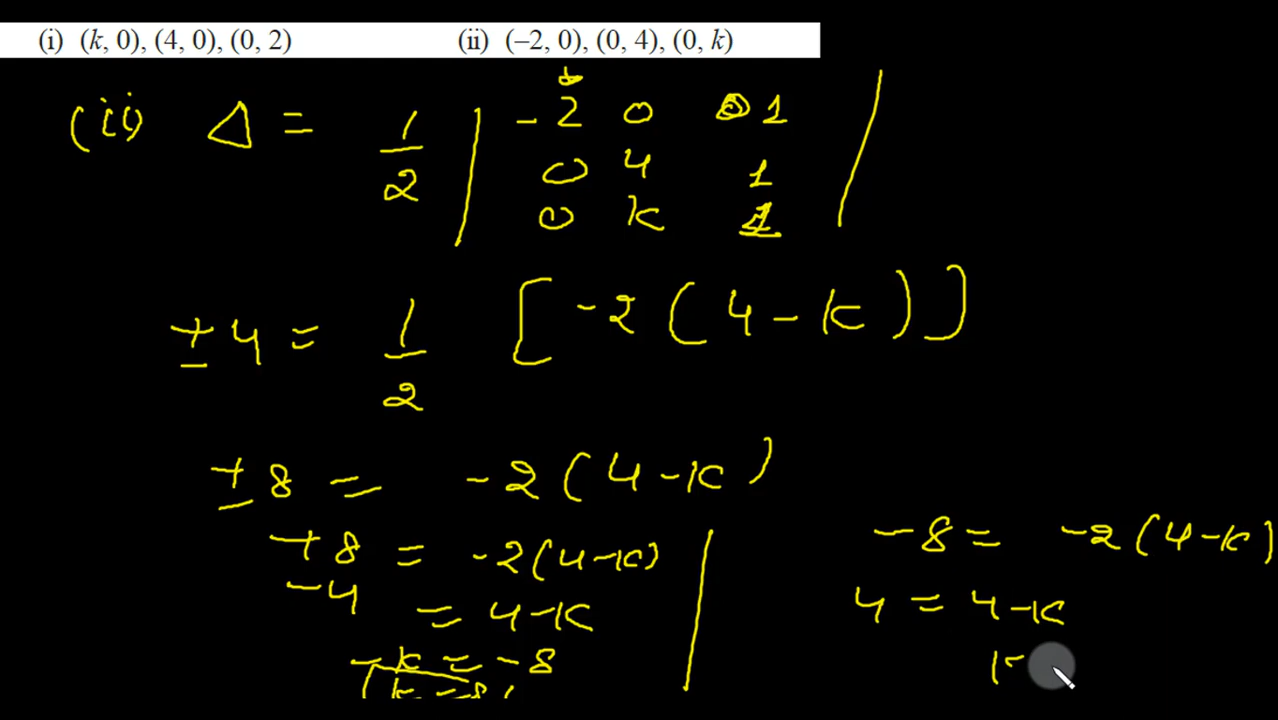 (i) (k, 0), (4, 0), (0, 2) (ii) (–2, 0), (0, 4), (0, k)
(ii) Δ = 1/2 | -2 0 1 |
0 4 1
0 k 1
±4 = 1/2 [-2(4-k)]
±8 = -2(4-k)
+8 = -2(4-k)
-4 = 4-k
-k = -8
k = 8
-8 = -2(4-k)
4 = 4-k